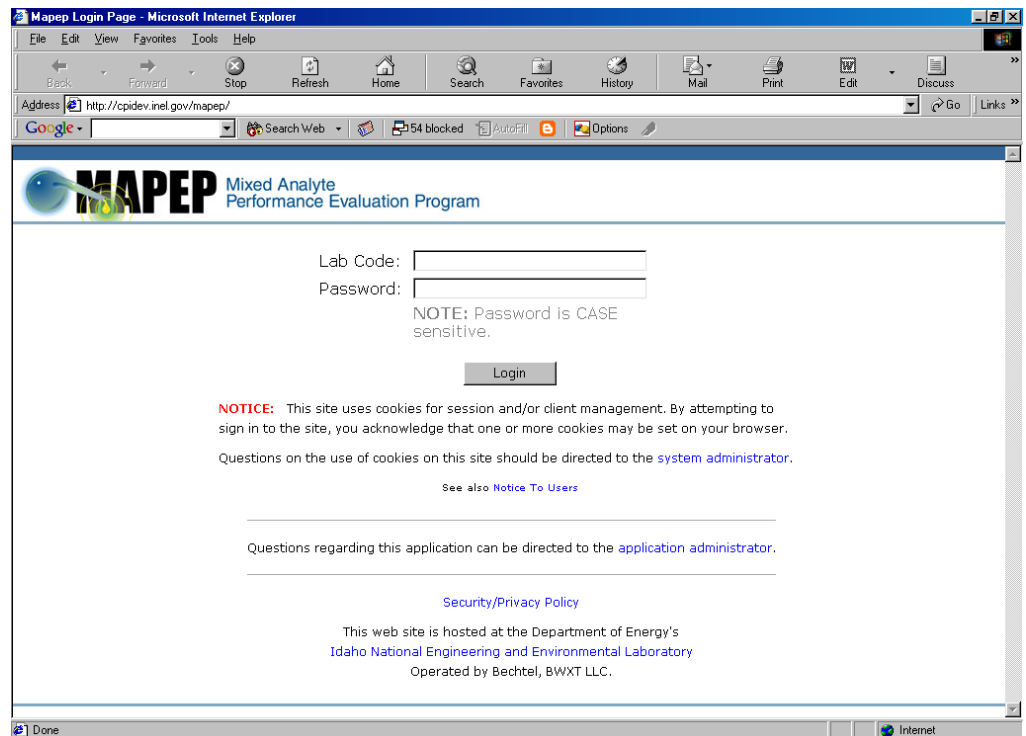 Mapep Login Page - Microsoft Internet Explorer
File Edit View Favorites Tools Help
Back Forward Stop Refresh Home Search Favorites History Mail Print Edit Discuss »
Address http://cpidev.inel.gov/mapep/ Go Links »
Google Search Web 54 blocked AutoFill Options
MAPEP Mixed Analyte
Performance Evaluation Program
Lab Code:
Password:
NOTE: Password is CASE
sensitive.
Login
NOTICE: This site uses cookies for session and/or client management. By attempting to
sign in to the site, you acknowledge that one or more cookies may be set on your browser.
Questions on the use of cookies on this site should be directed to the system administrator.
See also Notice To Users
Questions regarding this application can be directed to the application administrator.
Security/Privacy Policy
This web site is hosted at the Department of Energy's
Idaho National Engineering and Environmental Laboratory
Operated by Bechtel, BWXT LLC.
Done Internet